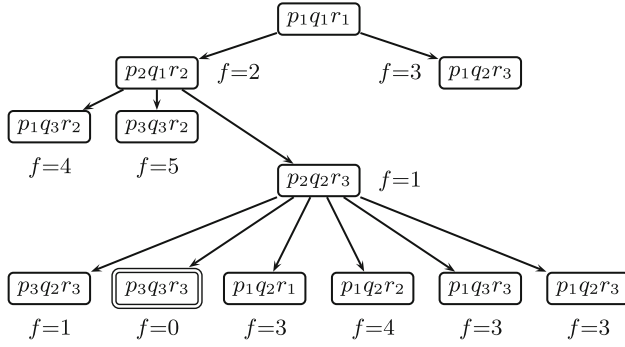 p₁q₁r₁
p₂q₁r₂ f=2 f=3 p₁q₂r₃
p₁q₃r₂ p₃q₃r₂
f=4 f=5
p₂q₂r₃ f=1
p₃q₂r₃ p₃q₃r₃ p₁q₂r₁ p₁q₂r₂ p₁q₃r₃ p₁q₂r₃
f=1 f=0 f=3 f=4 f=3 f=3